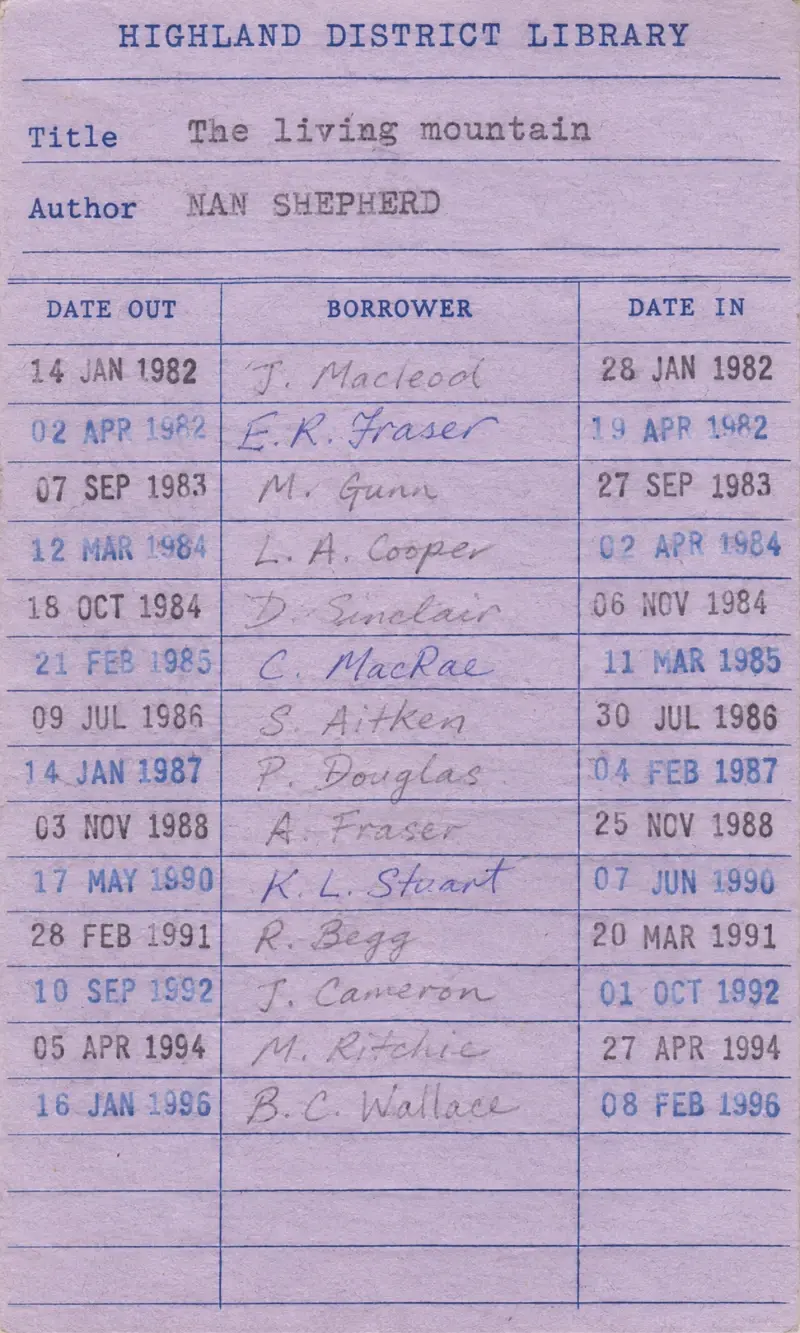 HIGHLAND DISTRICT LIBRARY
Title The living mountain
Author NAN SHEPHERD
DATE OUT BORROWER DATE IN
14 JAN 1982 J. Macleod 28 JAN 1982
02 APR 1982 E. R. Fraser 19 APR 1982
07 SEP 1983 M. Gunn 27 SEP 1983
12 MAR 1984 L. A. Cooper 02 APR 1984
18 OCT 1984 D. Sinclair 06 NOV 1984
21 FEB 1985 C. MacRae 11 MAR 1985
09 JUL 1986 S. Aitken 30 JUL 1986
14 JAN 1987 P. Douglas 04 FEB 1987
03 NOV 1988 A. Fraser 25 NOV 1988
17 MAY 1990 K. L. Stuart 07 JUN 1990
28 FEB 1991 R. Begg 20 MAR 1991
10 SEP 1992 J. Cameron 01 OCT 1992
05 APR 1994 M. Ritchie 27 APR 1994
16 JAN 1996 B. C. Wallace 08 FEB 1996